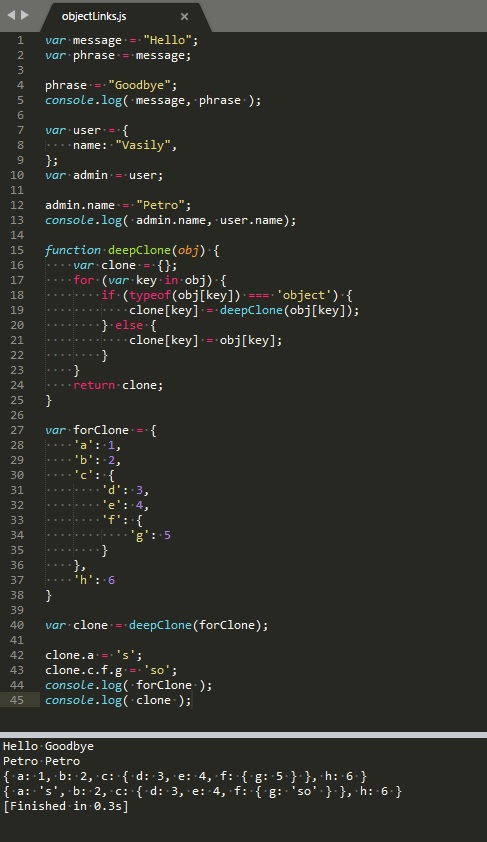 objectLinks.js ×
1 var message = "Hello";
2 var phrase = message;
3
4 phrase = "Goodbye";
5 console.log( message, phrase );
6
7 var user = {
8     name: "Vasily",
9 };
10 var admin = user;
11
12 admin.name = "Petro";
13 console.log( admin.name, user.name);
14
15 function deepClone(obj) {
16     var clone = {};
17     for (var key in obj) {
18         if (typeof(obj[key]) === 'object') {
19             clone[key] = deepClone(obj[key]);
20         } else {
21             clone[key] = obj[key];
22         }
23     }
24     return clone;
25 }
26
27 var forClone = {
28     'a': 1,
29     'b': 2,
30     'c': {
31         'd': 3,
32         'e': 4,
33         'f': {
34             'g': 5
35         }
36     },
37     'h': 6
38 }
39
40 var clone = deepClone(forClone);
41
42 clone.a = 's';
43 clone.c.f.g = 'so';
44 console.log( forClone );
45 console.log( clone );
Hello Goodbye
Petro Petro
{ a: 1, b: 2, c: { d: 3, e: 4, f: { g: 5 } }, h: 6 }
{ a: 's', b: 2, c: { d: 3, e: 4, f: { g: 'so' } }, h: 6 }
[Finished in 0.3s]